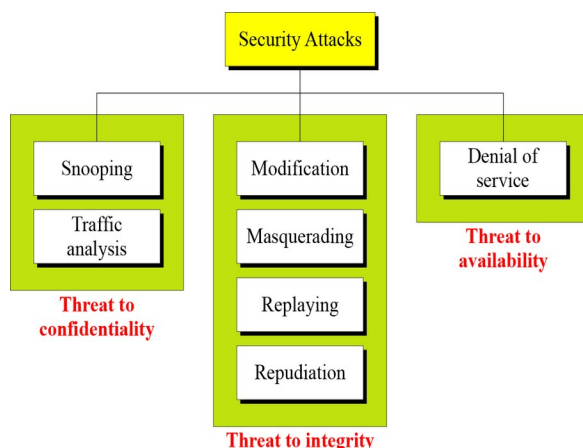 Security Attacks
Snooping
Traffic
analysis
Threat to
confidentiality
Modification
Masquerading
Replaying
Repudiation
Threat to integrity
Denial of
service
Threat to
availability